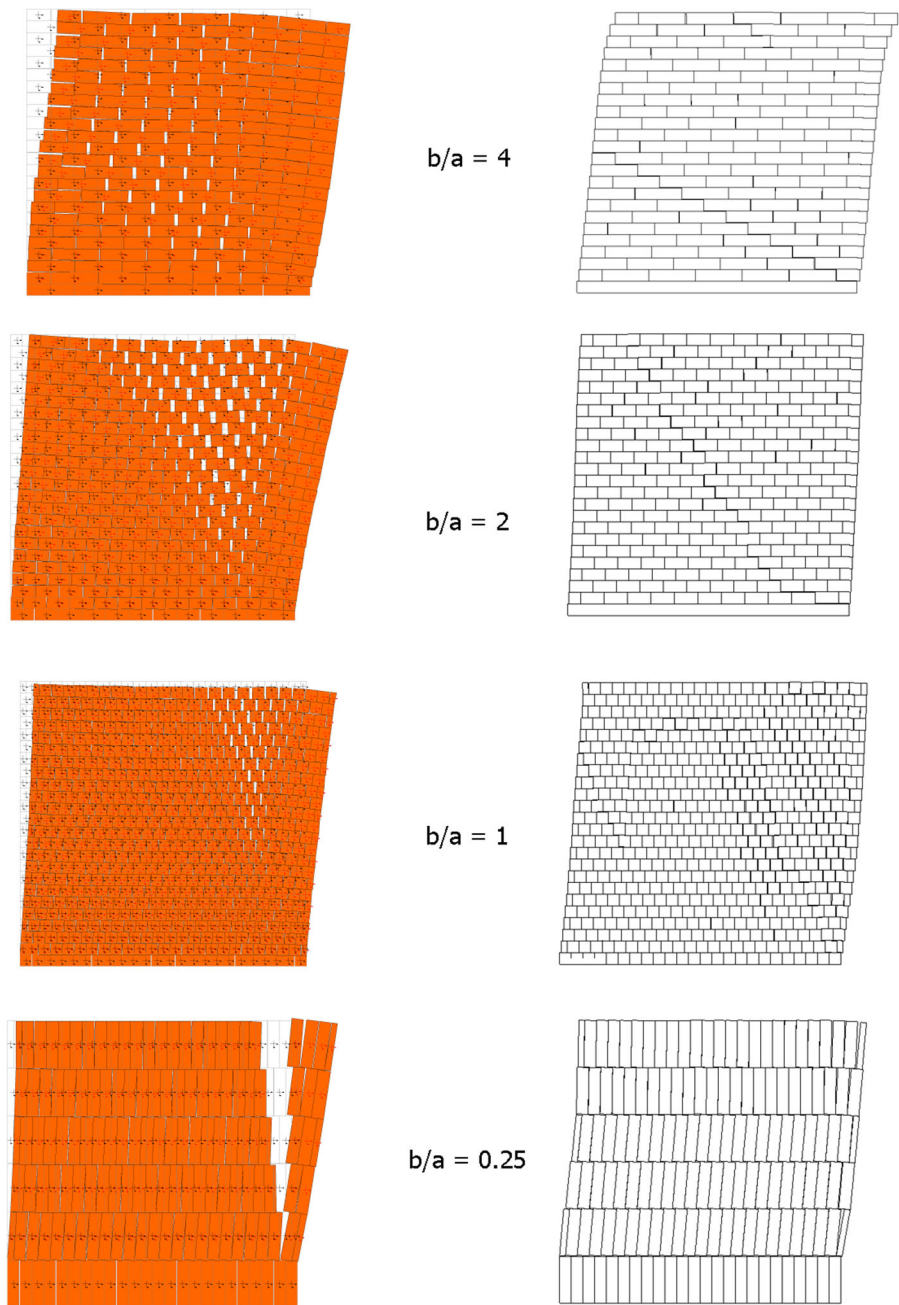 b/a = 4
b/a = 2
b/a = 1
b/a = 0.25